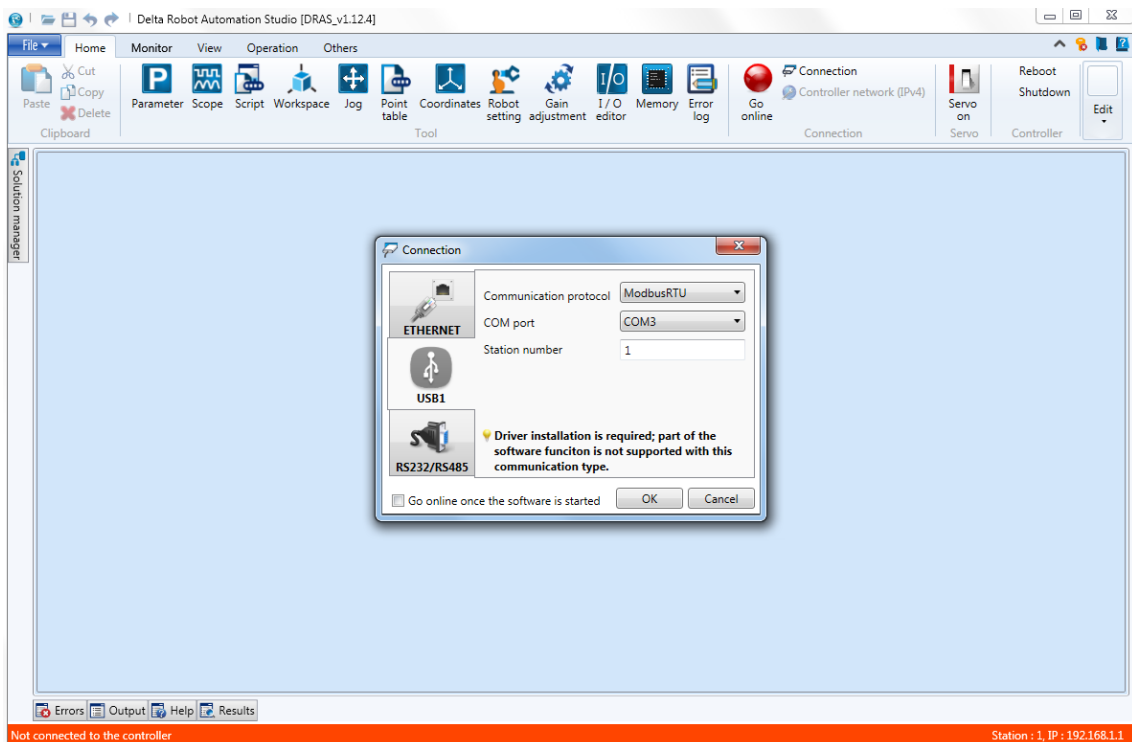 Delta Robot Automation Studio [DRAS_v1.12.4]
File Home Monitor View Operation Others
Paste
Cut
Copy
Delete
Clipboard
Parameter Scope Script Workspace Jog Point table Coordinates Robot setting Gain adjustment I / O editor Memory Error log
Tool
Go online
Connection
Controller network (IPv4)
Connection
Servo on
Servo
Reboot
Shutdown
Controller
Edit
Solution manager
Connection
ETHERNET
USB1
RS232/RS485
Communication protocol ModbusRTU
COM port COM3
Station number 1
Driver installation is required; part of the
software funciton is not supported with this
communication type.
Go online once the software is started OK Cancel
Errors Output Help Results
Not connected to the controller Station : 1, IP : 192.168.1.1